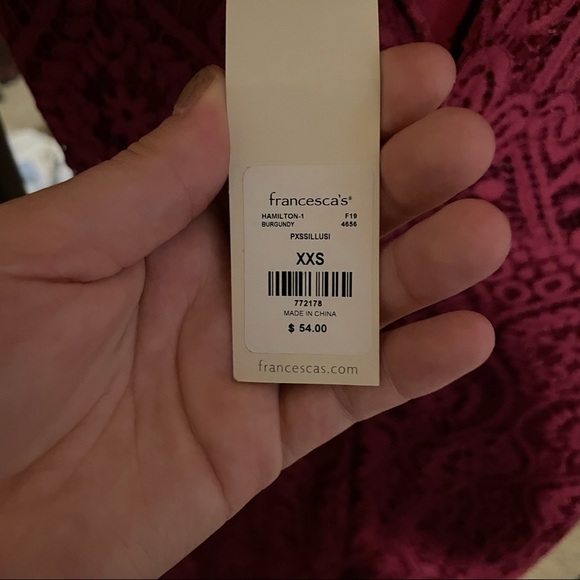 francesca's®
HAMILTON-1 F19
BURGUNDY 4656
PXSSILLUSI
XXS
772178
MADE IN CHINA
$ 54.00
francescas.com